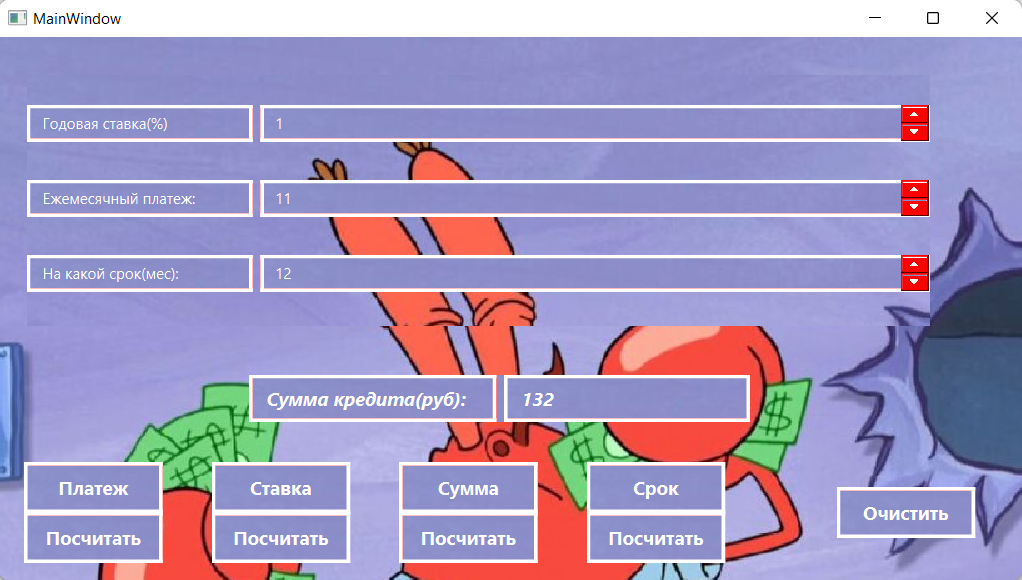 MainWindow
Годовая ставка(%)
1
Ежемесячный платеж:
11
На какой срок(мес):
12
Сумма кредита(руб):
132
Платеж
Ставка
Сумма
Срок
Посчитать
Посчитать
Посчитать
Посчитать
Очистить